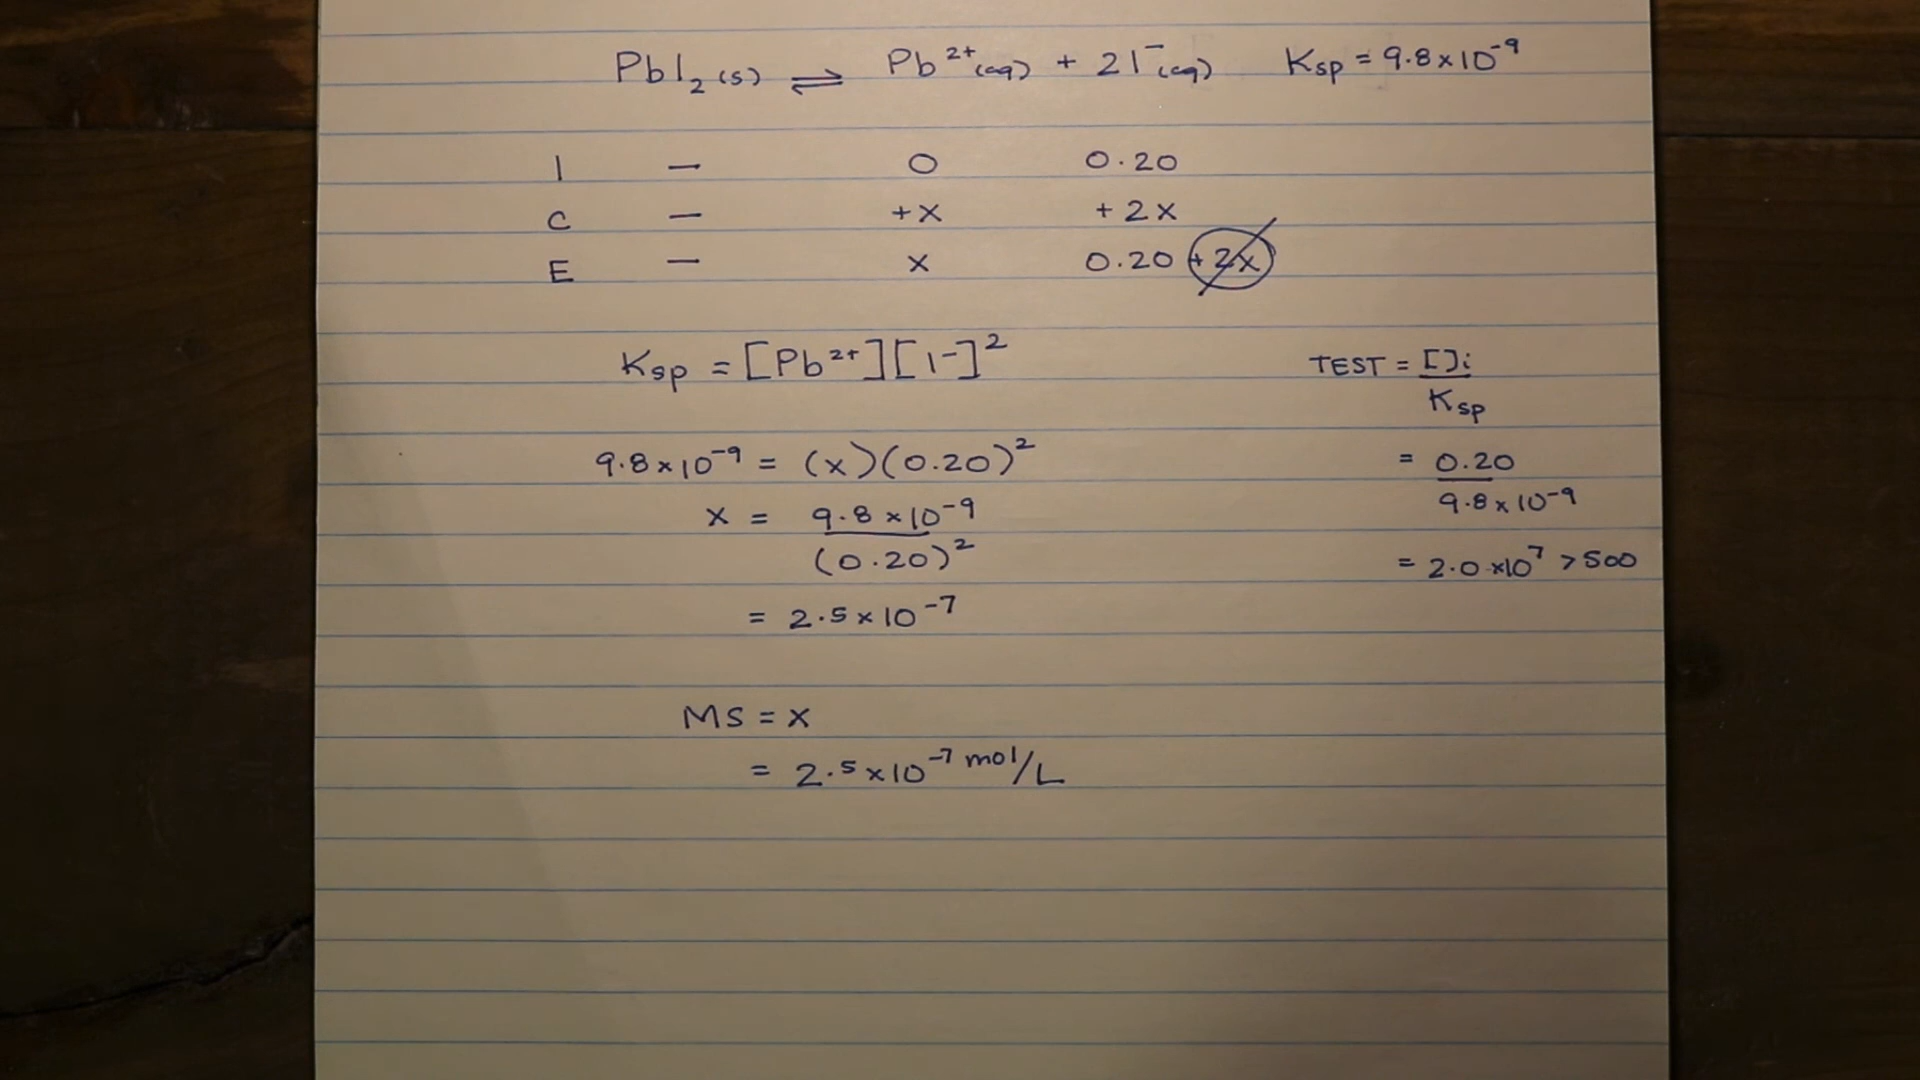 PbI₂(s) ⇌ Pb²⁺(aq) + 2I⁻(aq) Ksp = 9.8 x 10⁻⁹
I — 0 0.20
C — +x +2x
E — x 0.20 +2x
Ksp = [Pb²⁺][I⁻]²
9.8 x 10⁻⁹ = (x)(0.20)²
x = 9.8 x 10⁻⁹
(0.20)²
= 2.5 x 10⁻⁷
MS = x
= 2.5 x 10⁻⁷ mol/L
TEST = []i
Ksp
= 0.20
9.8 x 10⁻⁹
= 2.0 x 10⁷ > 500